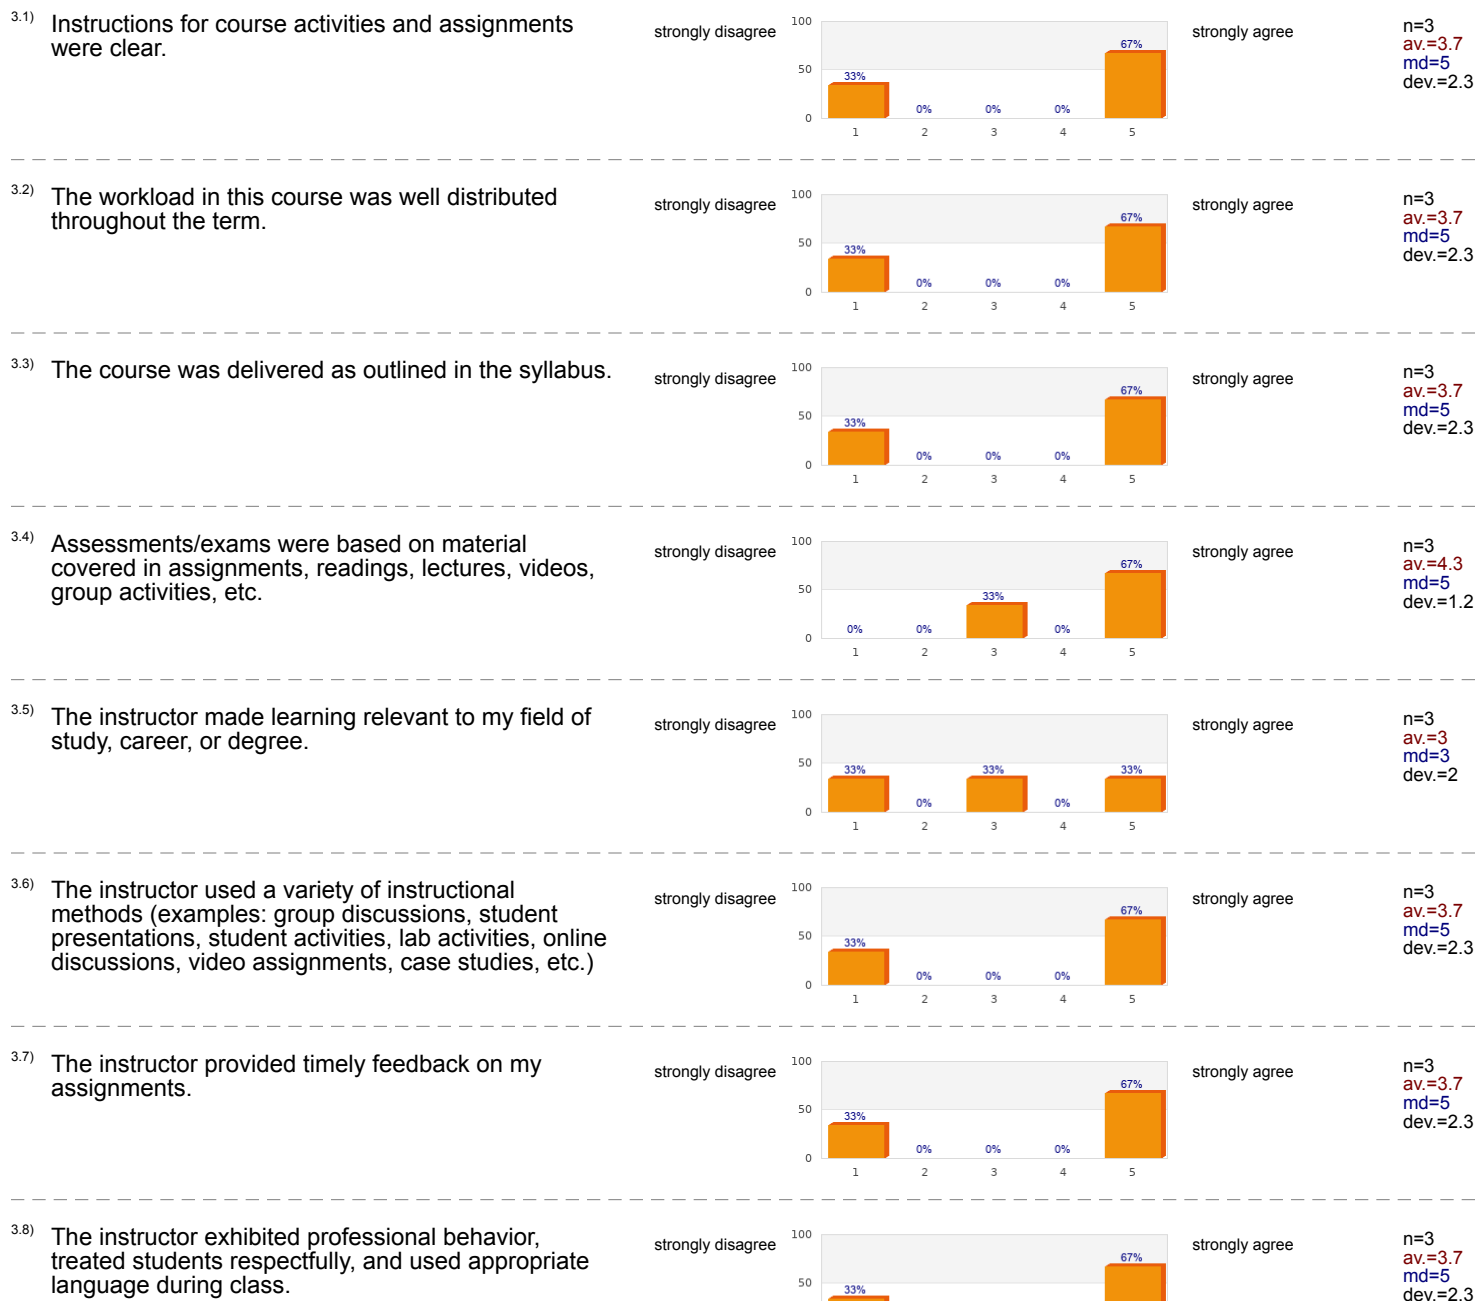 3.1) Instructions for course activities and assignments
were clear.
strongly disagree
100
50
0
33%
0%
0%
0%
67%
1 2 3 4 5
strongly agree
n=3
av.=3.7
md=5
dev.=2.3
3.2) The workload in this course was well distributed
throughout the term.
strongly disagree
100
50
0
33%
0%
0%
0%
67%
1 2 3 4 5
strongly agree
n=3
av.=3.7
md=5
dev.=2.3
3.3) The course was delivered as outlined in the syllabus.
strongly disagree
100
50
0
33%
0%
0%
0%
67%
1 2 3 4 5
strongly agree
n=3
av.=3.7
md=5
dev.=2.3
3.4) Assessments/exams were based on material
covered in assignments, readings, lectures, videos,
group activities, etc.
strongly disagree
100
50
0
0%
0%
33%
0%
67%
1 2 3 4 5
strongly agree
n=3
av.=4.3
md=5
dev.=1.2
3.5) The instructor made learning relevant to my field of
study, career, or degree.
strongly disagree
100
50
0
33%
0%
33%
0%
33%
1 2 3 4 5
strongly agree
n=3
av.=3
md=3
dev.=2
3.6) The instructor used a variety of instructional
methods (examples: group discussions, student
presentations, student activities, lab activities, online
discussions, video assignments, case studies, etc.)
strongly disagree
100
50
0
33%
0%
0%
0%
67%
1 2 3 4 5
strongly agree
n=3
av.=3.7
md=5
dev.=2.3
3.7) The instructor provided timely feedback on my
assignments.
strongly disagree
100
50
0
33%
0%
0%
0%
67%
1 2 3 4 5
strongly agree
n=3
av.=3.7
md=5
dev.=2.3
3.8) The instructor exhibited professional behavior,
treated students respectfully, and used appropriate
language during class.
strongly disagree
100
50
33%
67%
strongly agree
n=3
av.=3.7
md=5
dev.=2.3